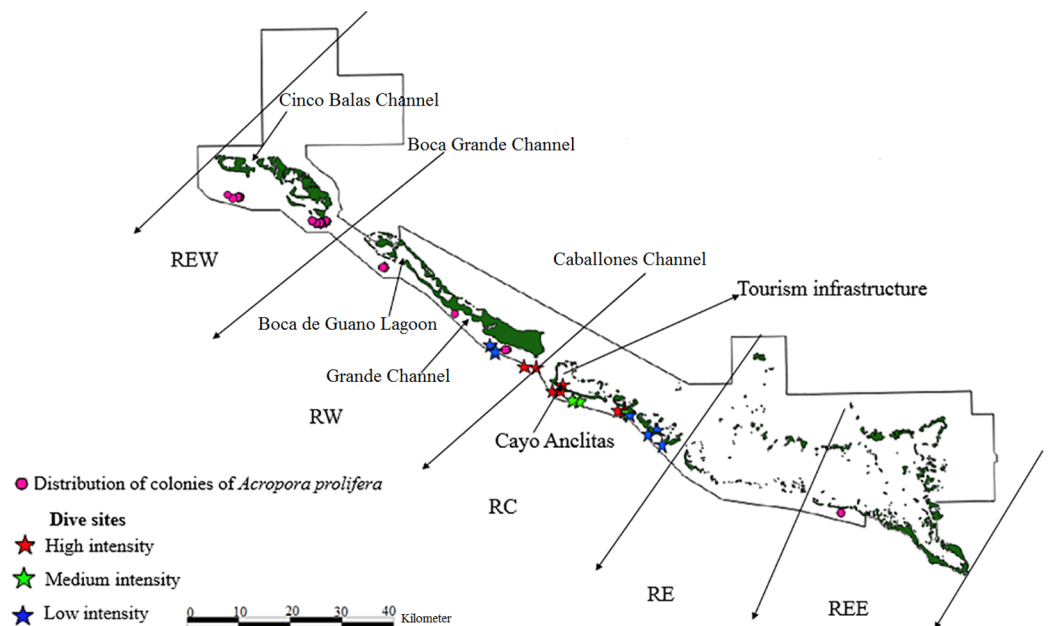 Cinco Balas Channel
Boca Grande Channel
REW
Caballones Channel
Tourism infrastructure
Boca de Guano Lagoon
Grande Channel
RW
Cayo Anclitas
Distribution of colonies of Acropora prolifera
RC
Dive sites
High intensity
Medium intensity
RE
REE
Low intensity
0 10 20 30 40
Kilometer